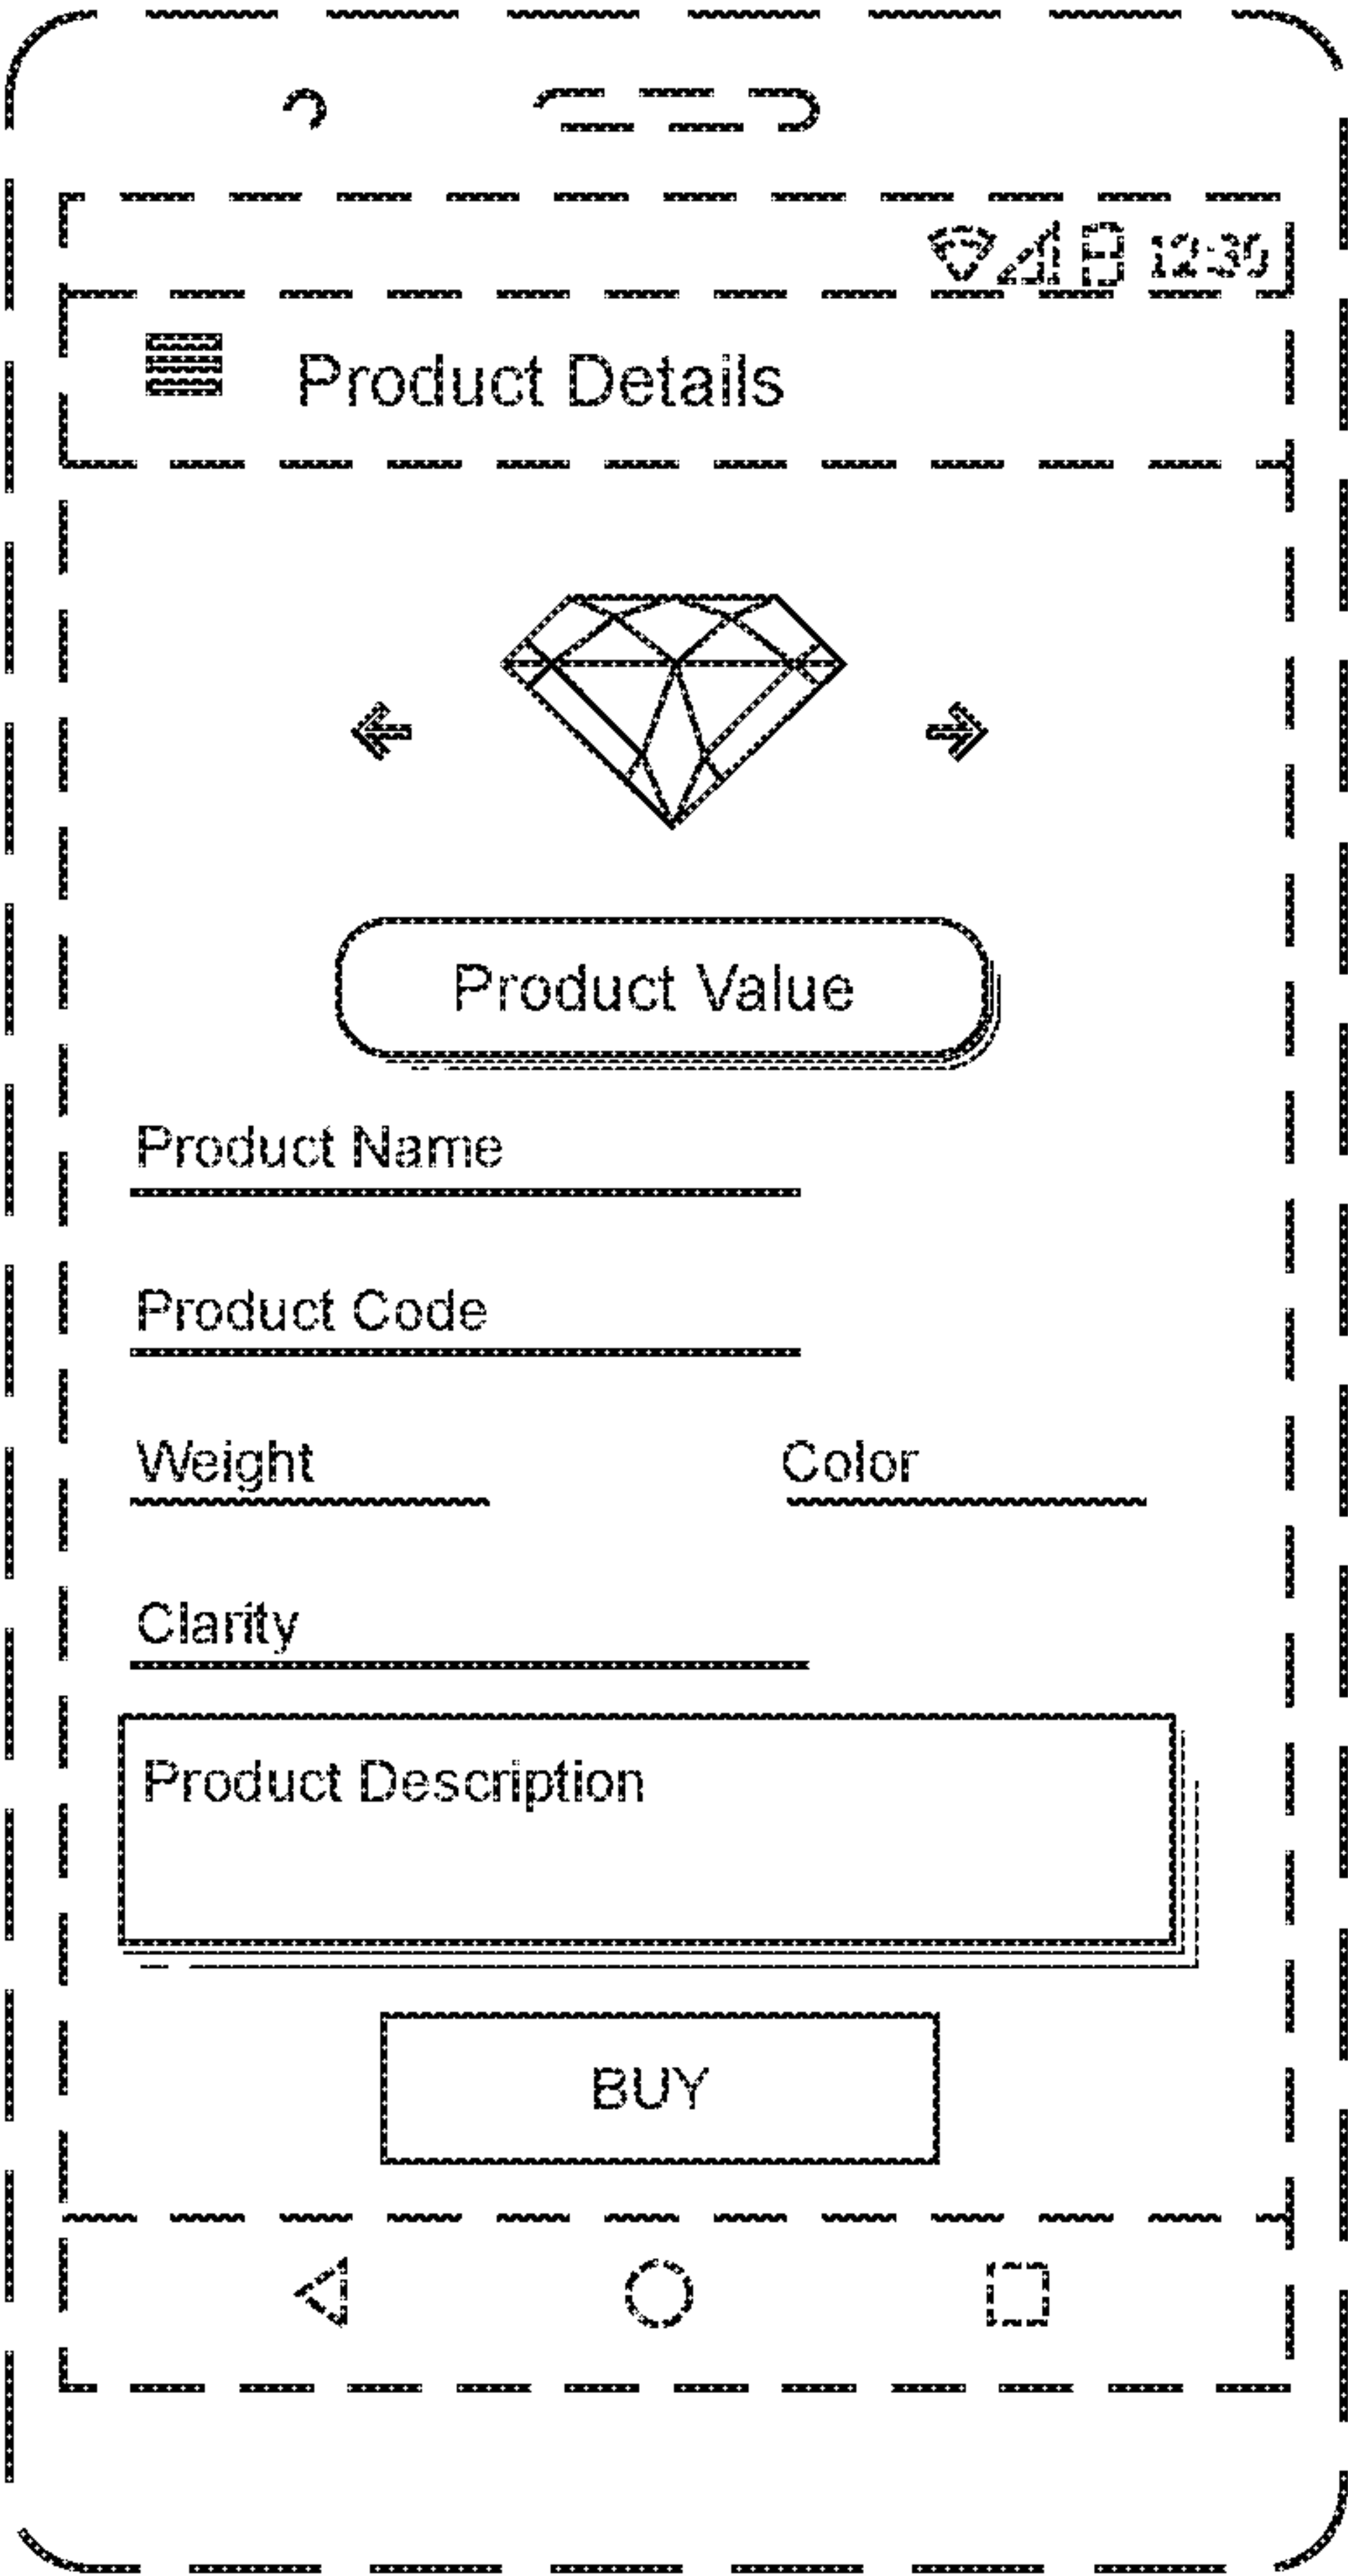 12:30
Product Details
Product Value
Product Name
Product Code
Weight Color
Clarity
Product Description
BUY